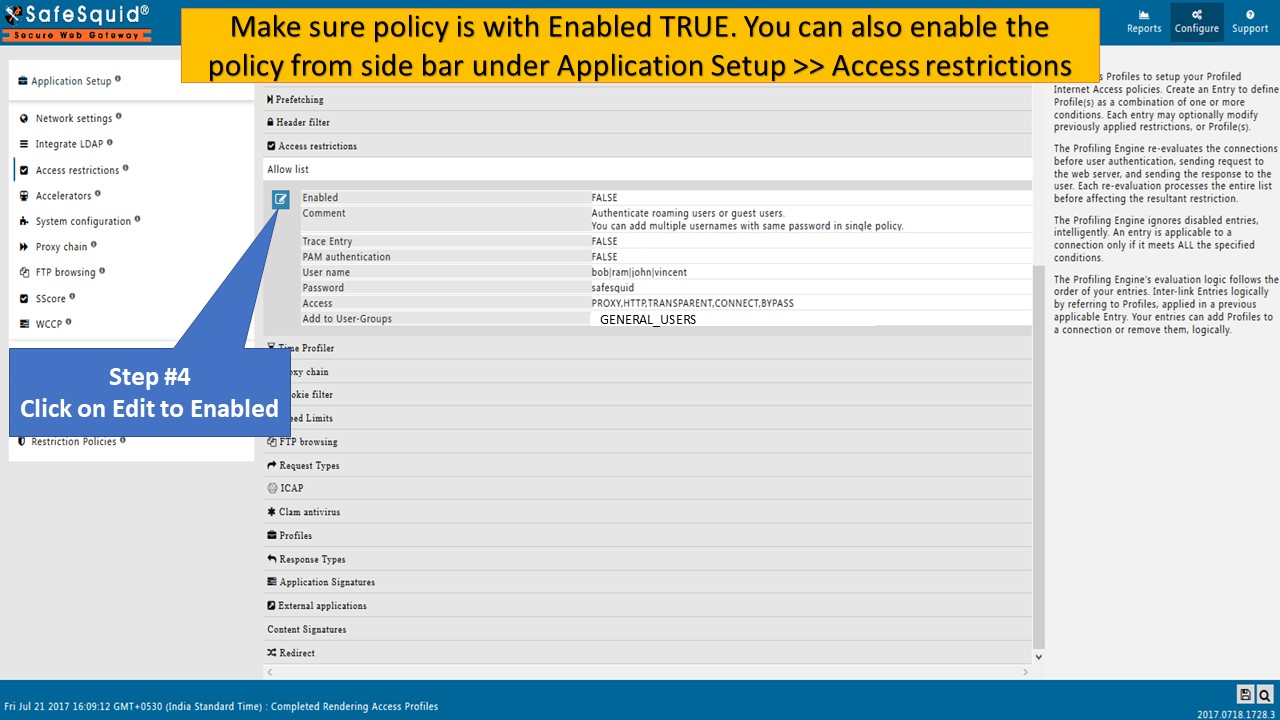 SafeSquid®
Secure Web Gateway
Make sure policy is with Enabled TRUE. You can also enable the
policy from side bar under Application Setup >> Access restrictions
Reports
Configure
Support
Application Setup
Network settings
Integrate LDAP
Access restrictions
Accelerators
System configuration
Proxy chain
FTP browsing
SScore
WCCP
Restriction Policies
Step #4
Click on Edit to Enabled
Prefetching
Header filter
Access restrictions
Allow list
Enabled FALSE
Comment Authenticate roaming users or guest users.
You can add multiple usernames with same password in single policy.
Trace Entry FALSE
PAM authentication FALSE
User name bob|ram|john|vincent
Password safesquid
Access PROXY,HTTP,TRANSPARENT,CONNECT,BYPASS
Add to User-Groups GENERAL_USERS
Time Profiler
oxy chain
okie filter
eed Limits
FTP browsing
Request Types
ICAP
Clam antivirus
Profiles
Response Types
Application Signatures
External applications
Content Signatures
Redirect
s Profiles to setup your Profiled
Internet Access policies. Create an Entry to define
Profile(s) as a combination of one or more
conditions. Each entry may optionally modify
previously applied restrictions, or Profile(s).
The Profiling Engine re-evaluates the connections
before user authentication, sending request to
the web server, and sending the response to the
user. Each re-evaluation processes the entire list
before affecting the resultant restriction.
The Profiling Engine ignores disabled entries,
intelligently. An entry is applicable to a
connection only if it meets ALL the specified
conditions.
The Profiling Engine's evaluation logic follows the
order of your entries. Inter-link Entries logically
by referring to Profiles, applied in a previous
applicable Entry. Your entries can add Profiles to
a connection or remove them, logically.
Fri Jul 21 2017 16:09:12 GMT+0530 (India Standard Time) : Completed Rendering Access Profiles
2017.0718.1728.3